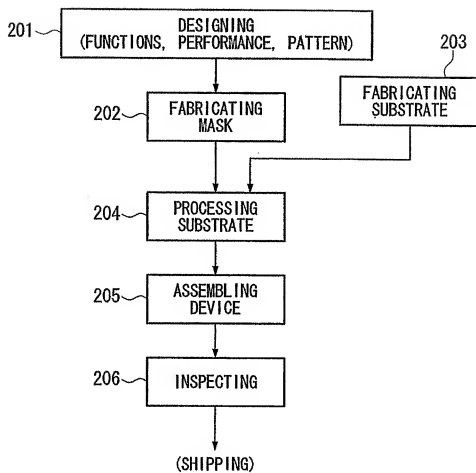 201
DESIGNING
(FUNCTIONS, PERFORMANCE, PATTERN)
203
202
FABRICATING
MASK
FABRICATING
SUBSTRATE
204
PROCESSING
SUBSTRATE
205
ASSEMBLING
DEVICE
206
INSPECTING
(SHIPPING)